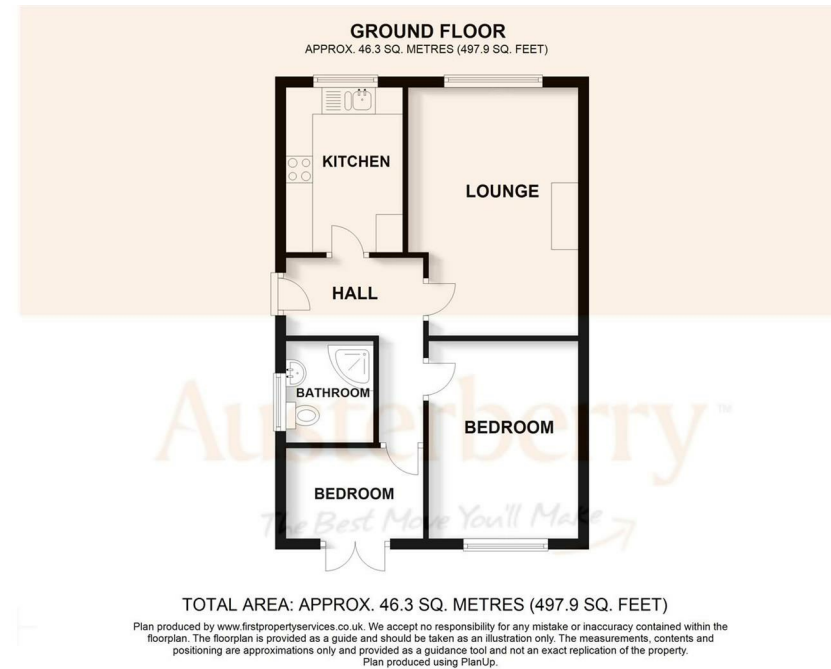 GROUND FLOOR
APPROX. 46.3 SQ. METRES (497.9 SQ. FEET)
KITCHEN
LOUNGE
HALL
BATHROOM
Austerberry™
BEDROOM
BEDROOM
The Best Move You'll Make
TOTAL AREA: APPROX. 46.3 SQ. METRES (497.9 SQ. FEET)
Plan produced by www.firstpropertyservices.co.uk. We accept no responsibility for any mistake or inaccuracy contained within the
floorplan. The floorplan is provided as a guide and should be taken as an illustration only. The measurements, contents and
positioning are approximations only and provided as a guidance tool and not an exact replication of the property.
Plan produced using PlanUp.